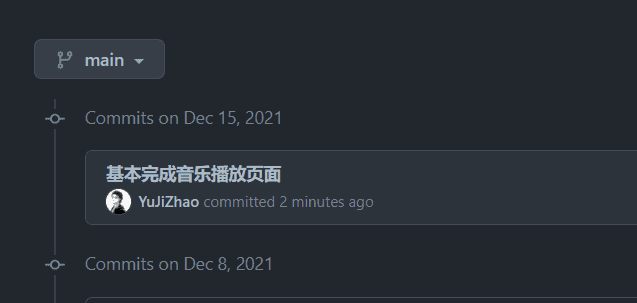 main
Commits on Dec 15, 2021
基本完成音乐播放页面
YuJiZhao committed 2 minutes ago
Commits on Dec 8, 2021